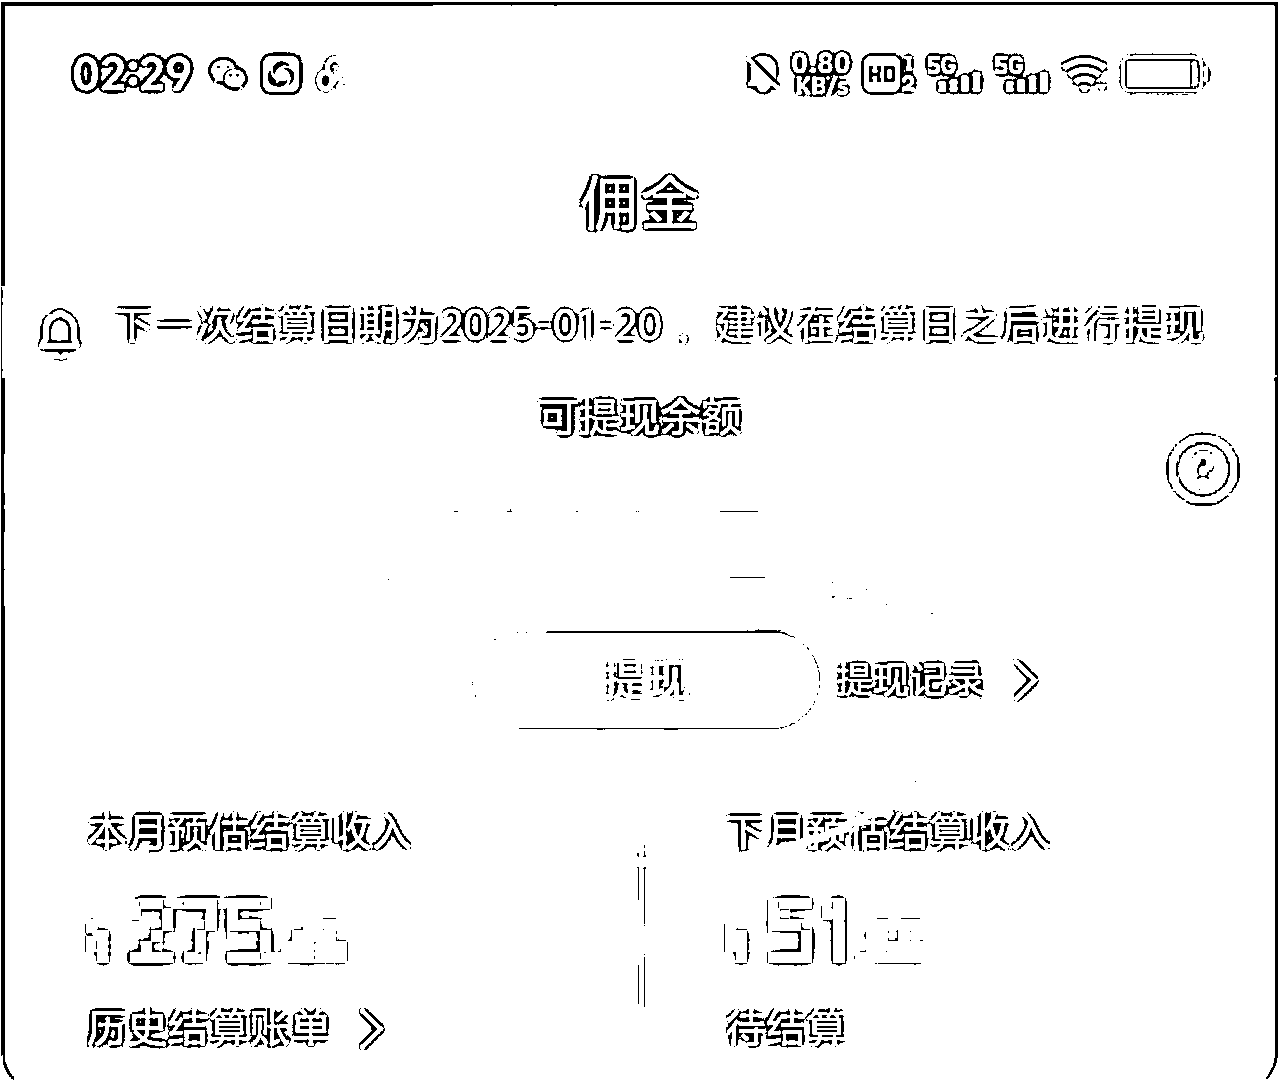 02:29 0.80 KB/s HD 1 2 5G 5G
佣金
下一次结算日期为2025-01-20 。 建议在结算日之后进行提现
可提现余额
提现 提现记录
本月预估结算收入 下月预估结算收入
275 51
历史结算账单 待结算